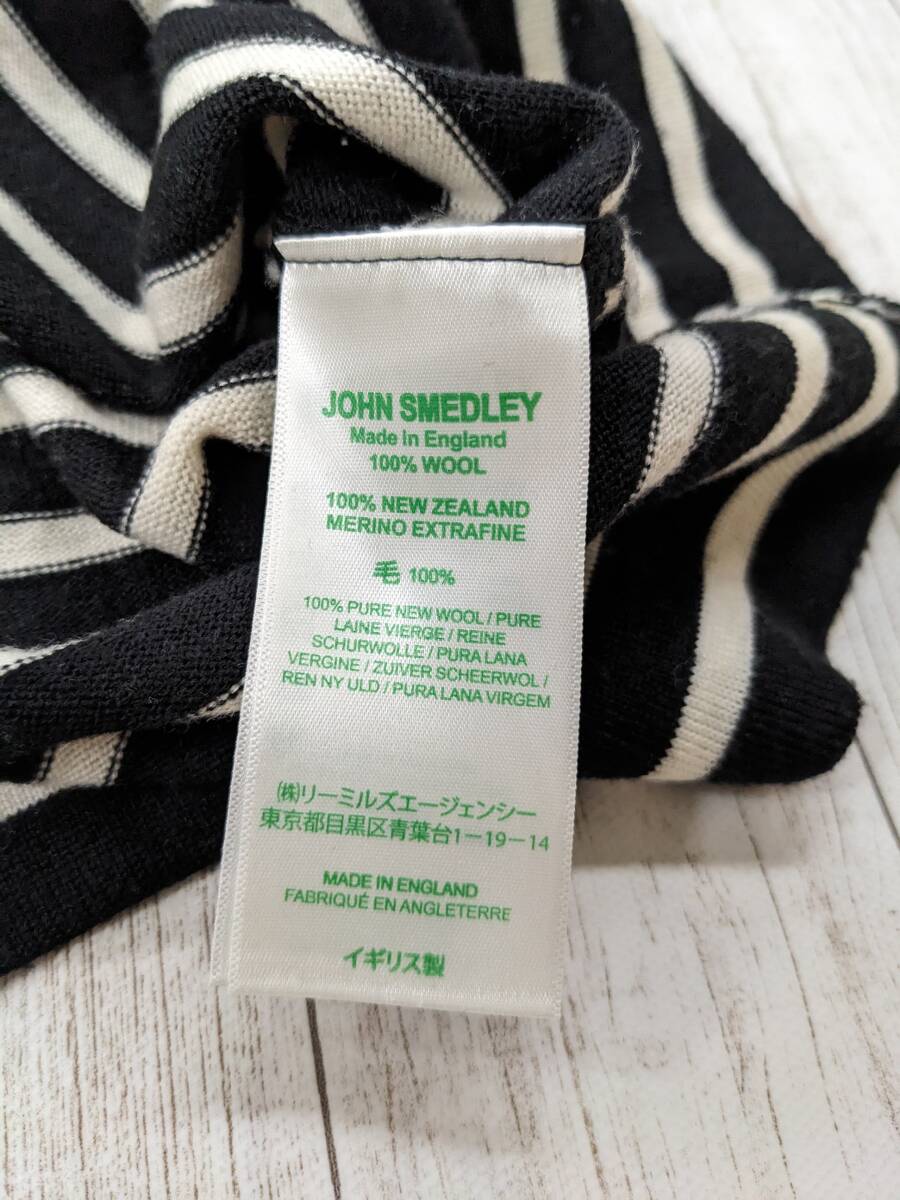 JOHN SMEDLEY
Made in England
100% WOOL
100% NEW ZEALAND
MERINO EXTRAFINE
毛 100%
100% PURE NEW WOOL / PURE
LAINE VIERGE / REINE
SCHURWOLLE / PURA LANA
VERGINE / ZUIVER SCHEERWOL /
REN NY ULD / PURA LANA VIRGEM
㈱リーミルズエージェンシー
東京都目黒区青葉台1−19−14
MADE IN ENGLAND
FABRIQUÉ EN ANGLETERRE
イギリス製